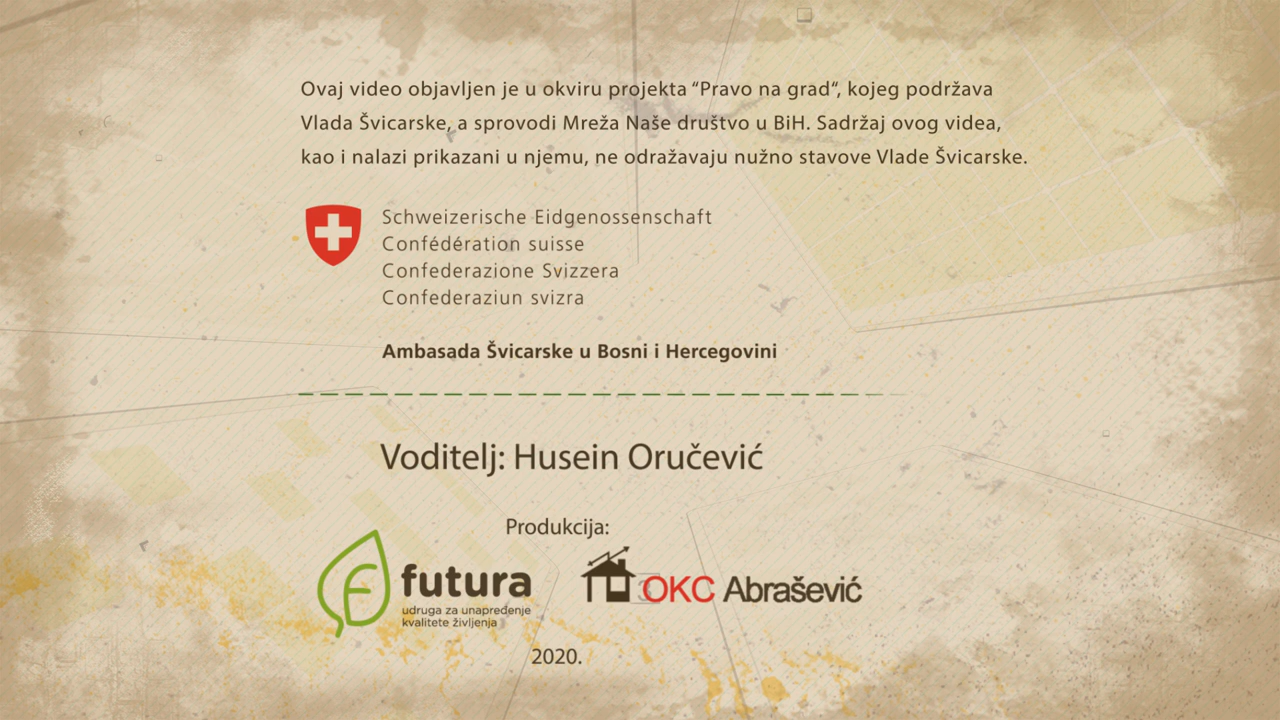 Ovaj video objavljen je u okviru projekta “Pravo na grad“, kojeg podržava
Vlada Švicarske, a sprovodi Mreža Naše društvo u BiH. Sadržaj ovog videa,
kao i nalazi prikazani u njemu, ne odražavaju nužno stavove Vlade Švicarske.
Schweizerische Eidgenossenschaft
Confédération suisse
Confederazione Svizzera
Confederaziun svizra
Ambasada Švicarske u Bosni i Hercegovini
Voditelj: Husein Oručević
Produkcija:
futura
udruga za unapređenje
kvalitete življenja
OKC Abrašević
2020.